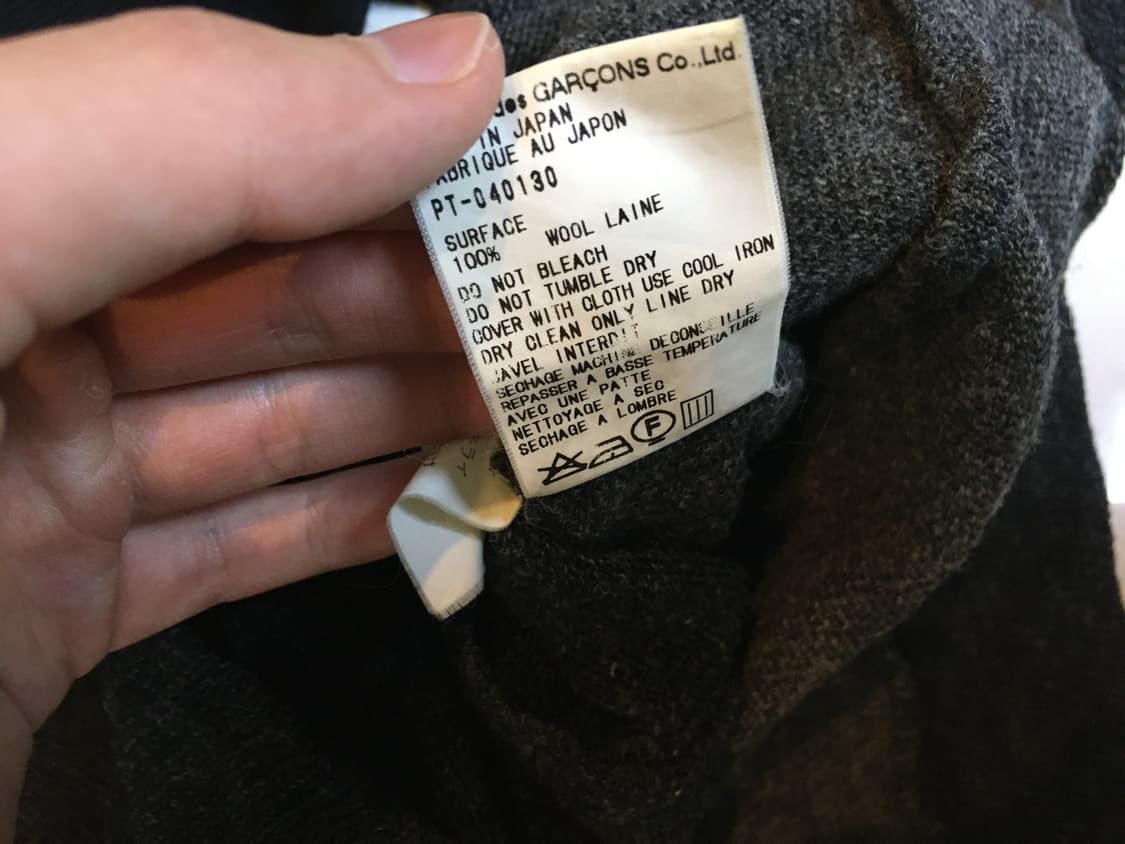 des GARÇONS Co.,Ltd.
IN JAPAN
FABRIQUE AU JAPON
PT-040130
SURFACE
100% WOOL LAINE
DO NOT BLEACH
DO NOT TUMBLE DRY
COVER WITH CLOTH USE COOL IRON
DRY CLEAN ONLY LINE DRY
JAVEL INTERDIT
SECHAGE MACHINE DECONSEILLE
REPASSER A BASSE TEMPERATURE
AVEC UNE PATTE
NETTOYAGE A SEC
SECHAGE A LOMBRE
F